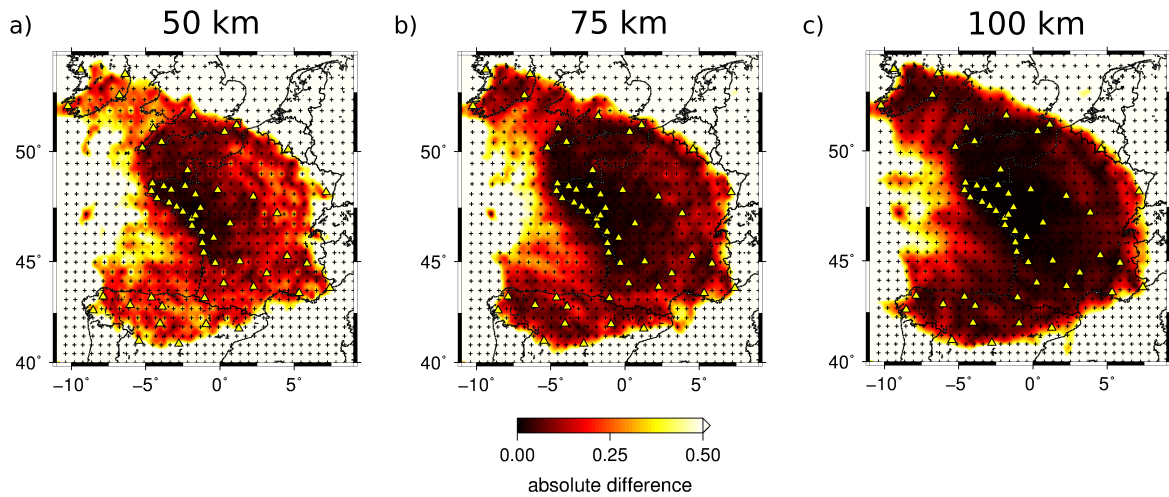 a) 50 km b) 75 km c) 100 km
50˚ 50˚ 50˚
45˚ 45˚ 45˚
40˚ 40˚ 40˚
−10˚ −5˚ 0˚ 5˚ −10˚ −5˚ 0˚ 5˚ −10˚ −5˚ 0˚ 5˚
0.00 0.25 0.50
absolute difference